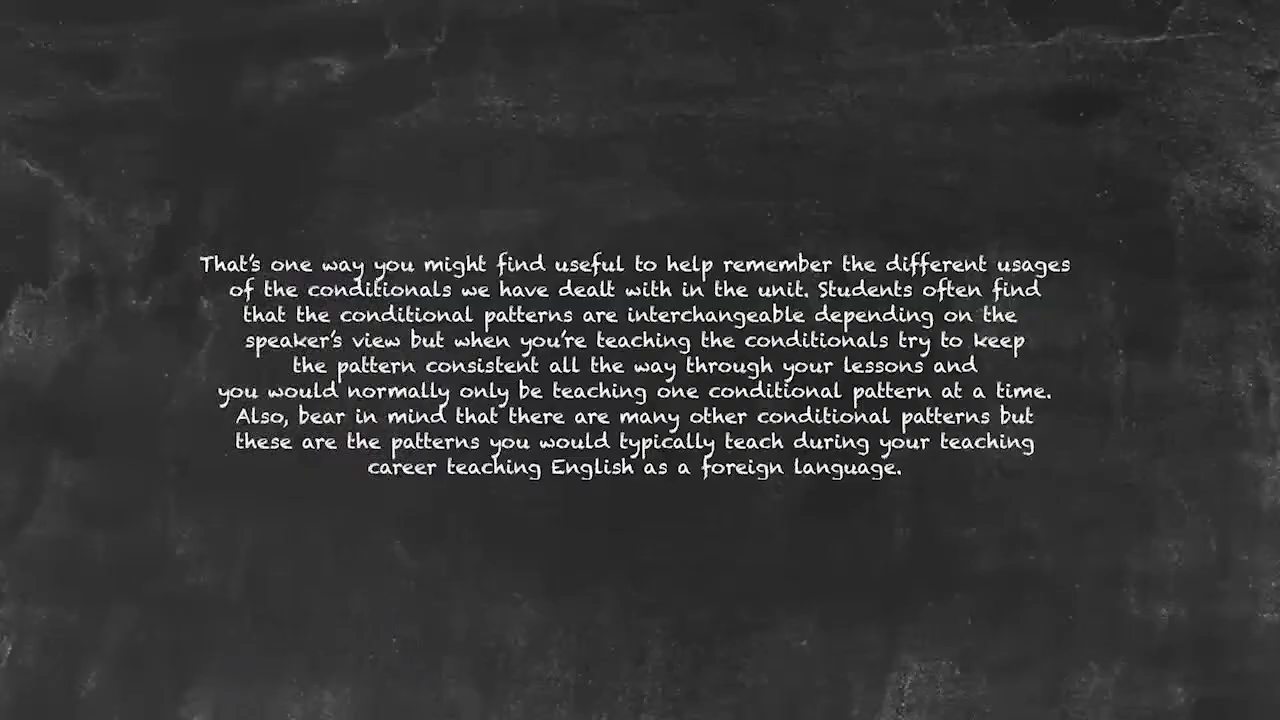 That's one way you might find useful to help remember the different usages
of the conditionals we have dealt with in the unit. Students often find
that the conditional patterns are interchangeable depending on the
speaker's view but when you're teaching the conditionals try to keep
the pattern consistent all the way through your lessons and
you would normally only be teaching one conditional pattern at a time.
Also, bear in mind that there are many other conditional patterns but
these are the patterns you would typically teach during your teaching
career teaching English as a foreign language.